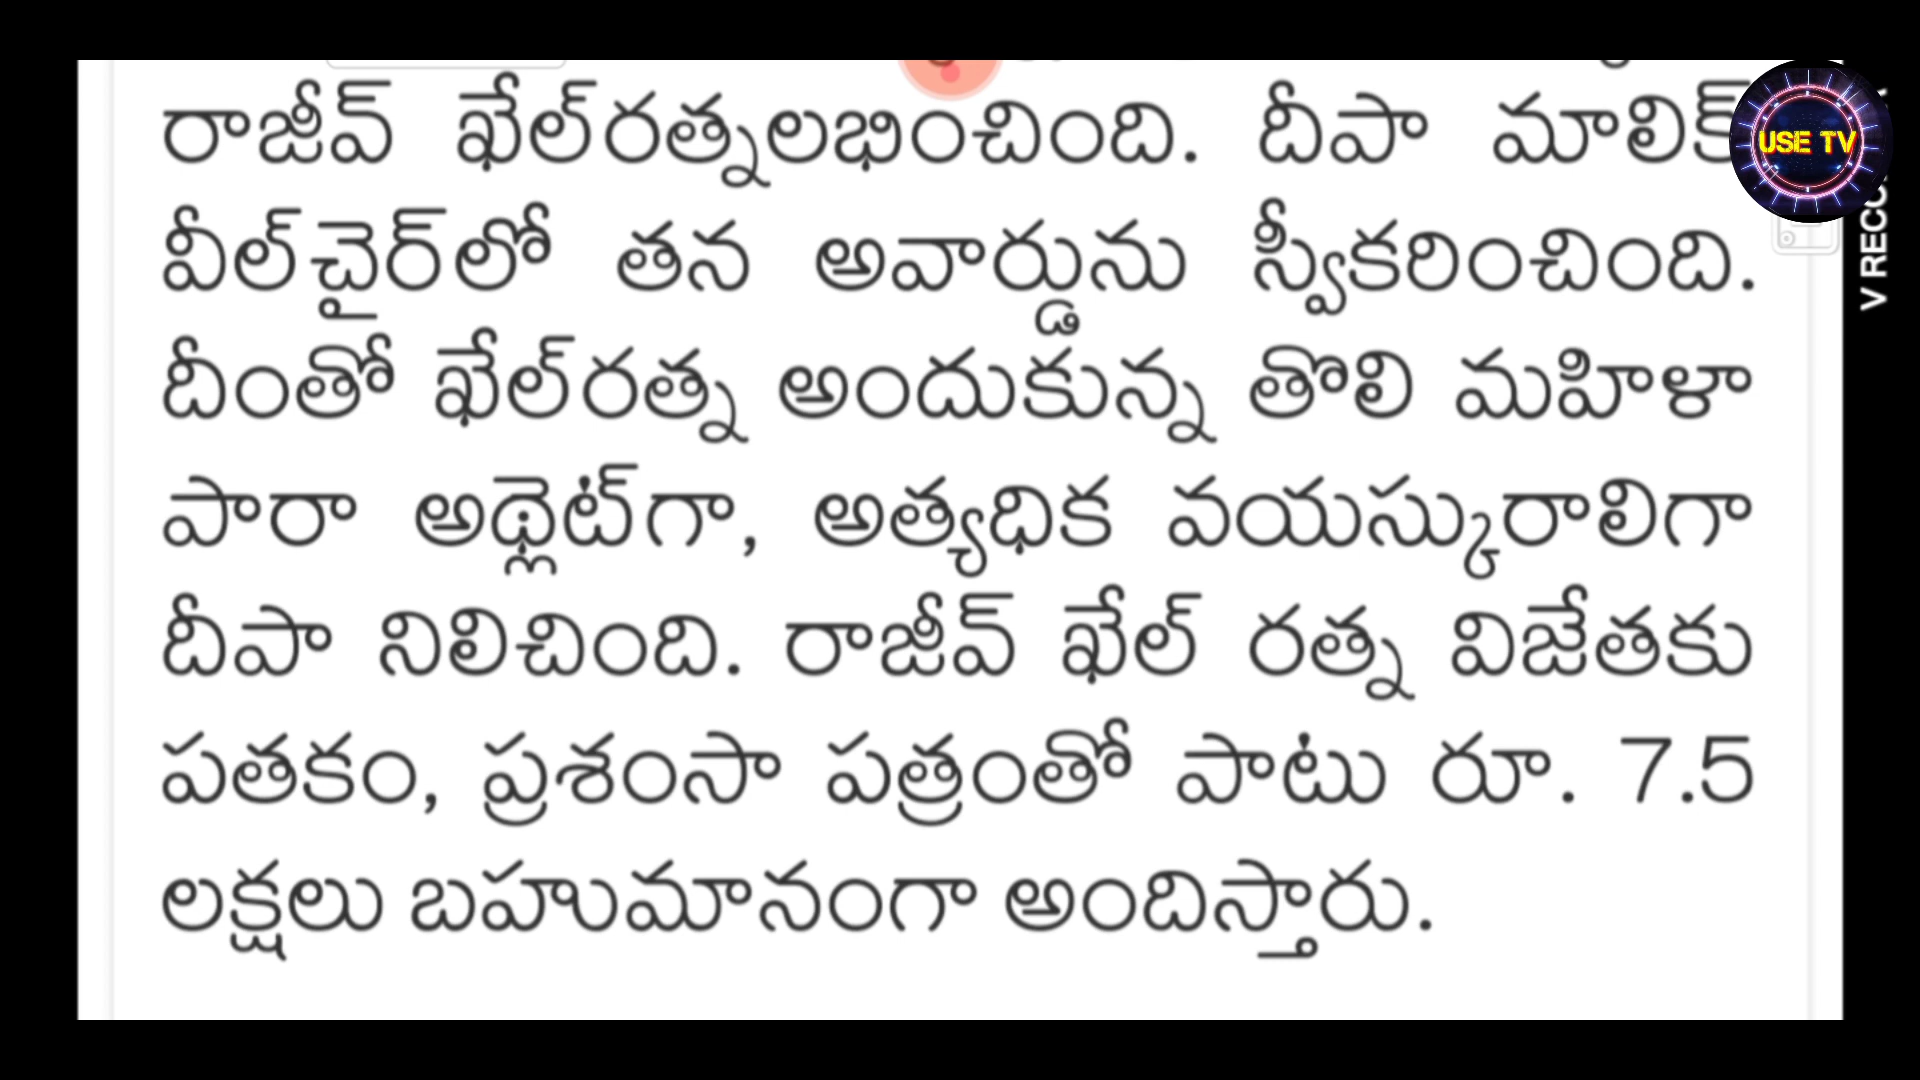 రాజీవ్ ఖేల్‌రత్నలభించింది. దీపా మాలిక్
వీల్‌చైర్‌లో తన అవార్డును స్వీకరించింది.
దీంతో ఖేల్‌రత్న అందుకున్న తొలి మహిళా
పారా అథ్లెట్‌గా, అత్యధిక వయస్కురాలిగా
దీపా నిలిచింది. రాజీవ్ ఖేల్ రత్న విజేతకు
పతకం, ప్రశంసా పత్రంతో పాటు రూ. 7.5
లక్షలు బహుమానంగా అందిస్తారు.
USE TV
V